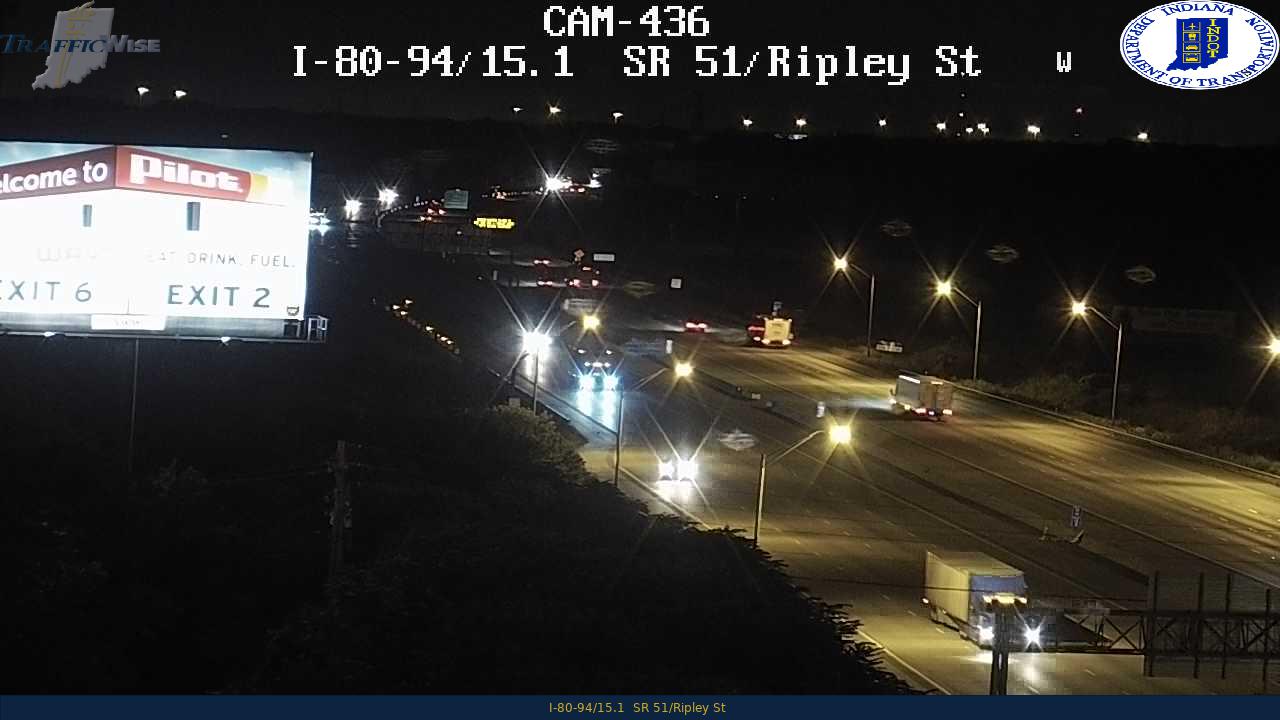 CAM-436
I-80-94/15.1 SR 51/Ripley St W
TRAFFICWISE
INDIANA
DEPARTMENT OF TRANSPORTATION
INDOT
elcome to Pilot
EAT. DRINK. FUEL.
EXIT 6 EXIT 2
I-80-94/15.1 SR 51/Ripley St